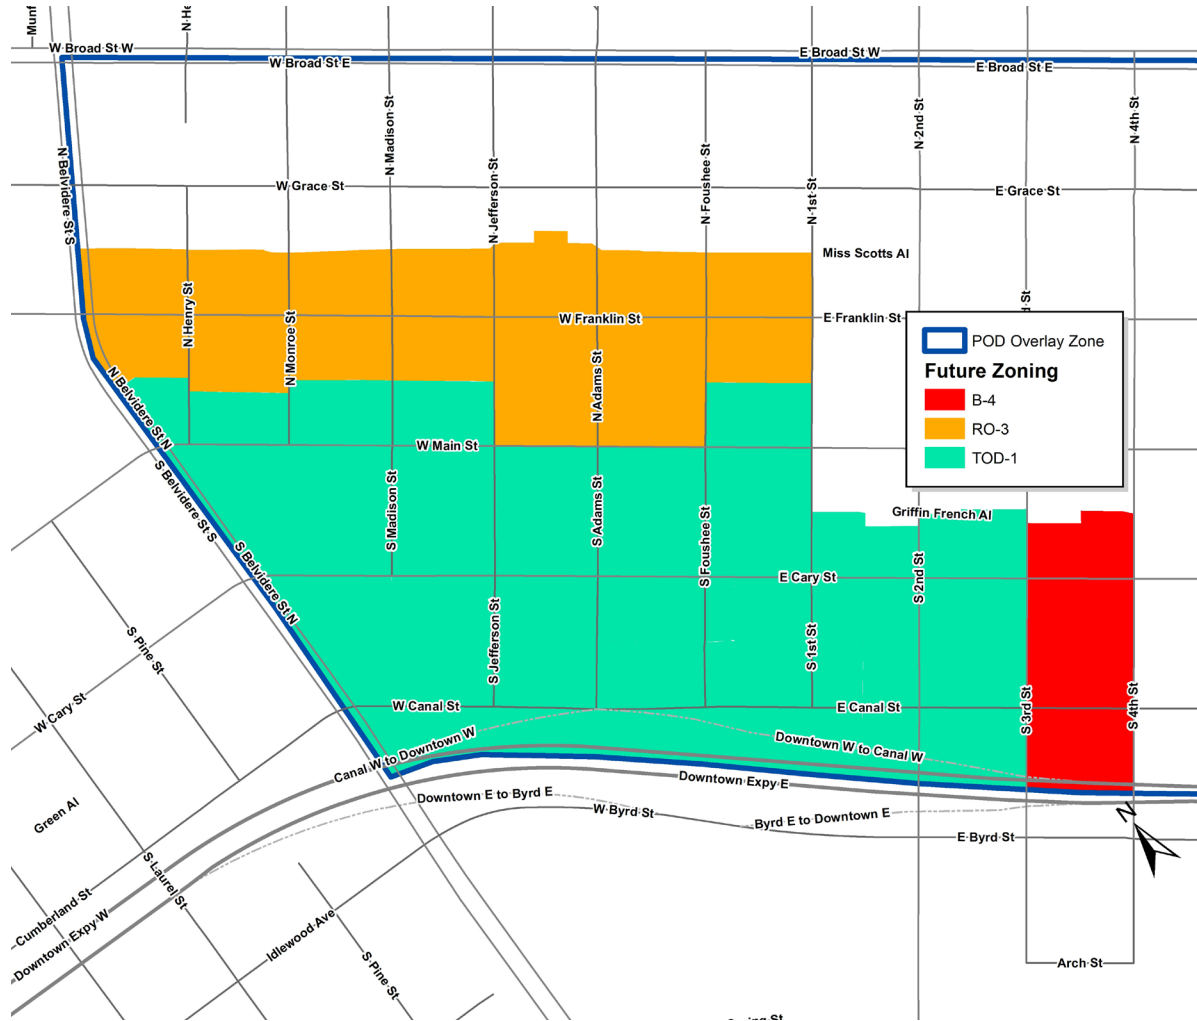 Munf
N He
W Broad St W
W Broad St E
E Broad St W
E Broad St E
N Belvidere St S
N Madison St
N Jefferson St
N Foushee St
N 1st St
N 2nd St
N 4th St
W Grace St
E Grace St
Miss Scotts Al
N Henry St
N Monroe St
W Franklin St
E Franklin St
d St
N Adams St
POD Overlay Zone
Future Zoning
B-4
RO-3
TOD-1
N Belvidere St N
W Main St
S Belvidere St S
S Madison St
S Adams St
S Foushee St
Griffin French Al
S Belvidere St N
E Cary St
S 2nd St
S Pine St
S Jefferson St
S 1st St
W Cary St
W Canal St
E Canal St
S 3rd St
S 4th St
Canal W to Downtown W
Downtown W to Canal W
Downtown Expy E
Downtown E to Byrd E
W Byrd St
Byrd E to Downtown E
E Byrd St
N
Green Al
S Laurel St
Cumberland St
Downtown Expy W
Idlewood Ave
S Pine St
Arch St